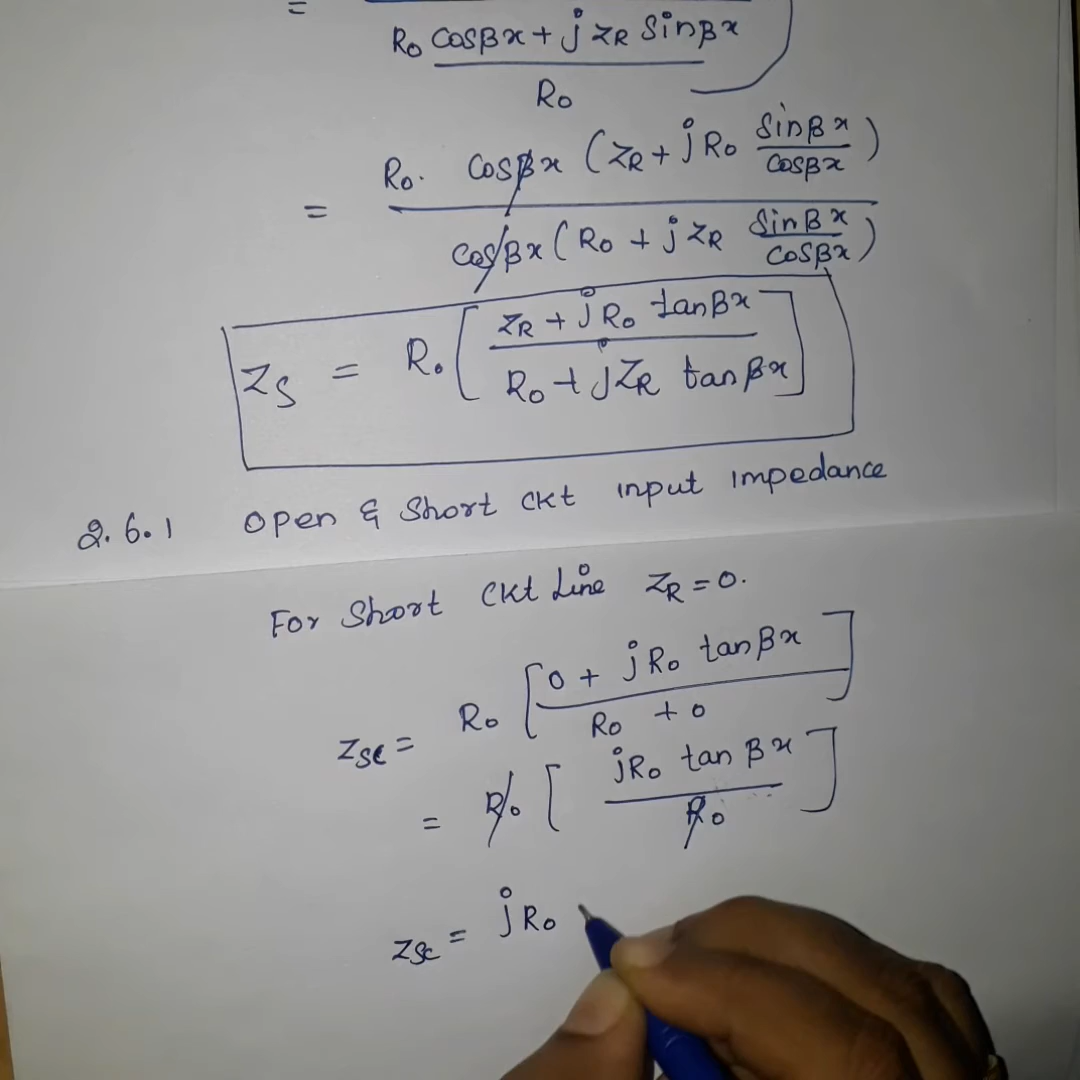 =
R₀ cosβx + j Z_R sinβx
R₀
= R₀. cosβx (Z_R + j R₀ sinβx/cosβx)
cosβx (R₀ + j Z_R sinβx/cosβx)
Z_S = R₀ [ Z_R + j R₀ tanβx / R₀ + j Z_R tanβx ]
2.6.1 Open & Short ckt input impedance
For Short ckt Line Z_R = 0.
Z_SC = R₀ [ 0 + j R₀ tanβx / R₀ + 0 ]
= R₀ [ j R₀ tan βx / R₀ ]
Z_SC = j R₀